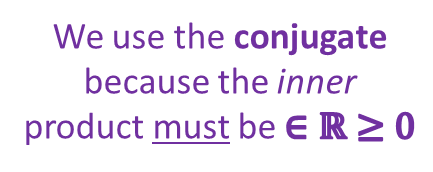 We use the conjugate
because the inner
product must be ∈ ℝ ≥ 0